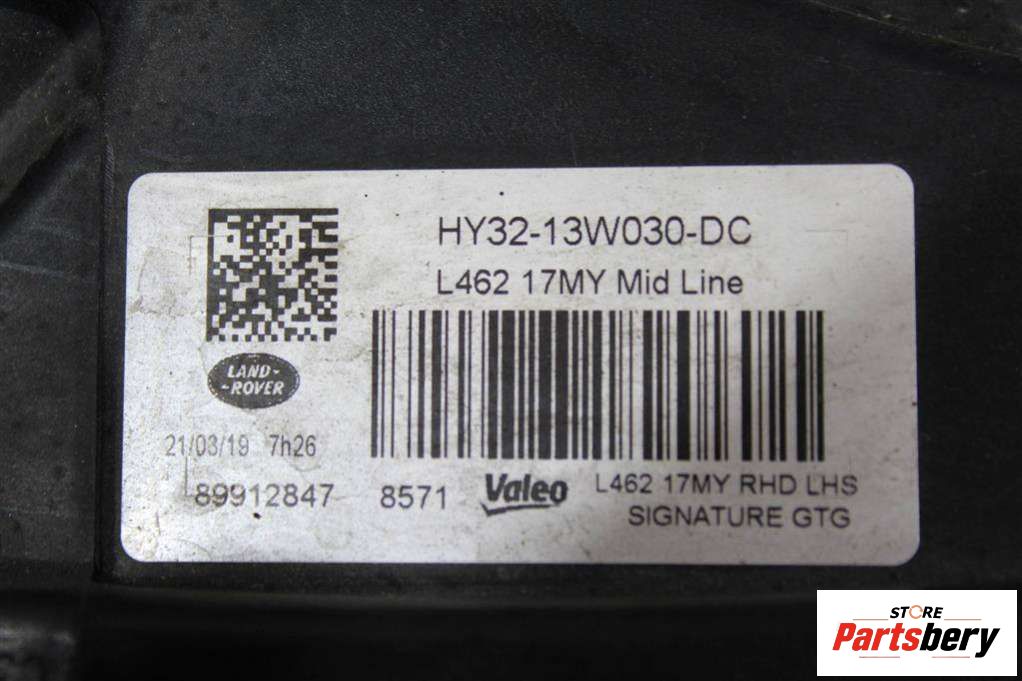 HY32-13W030-DC
L462 17MY Mid Line
LAND-
-ROVER
21/03/19 7h26
89912847 8571 Valeo L462 17MY RHD LHS
SIGNATURE GTG
STORE
Partsbery